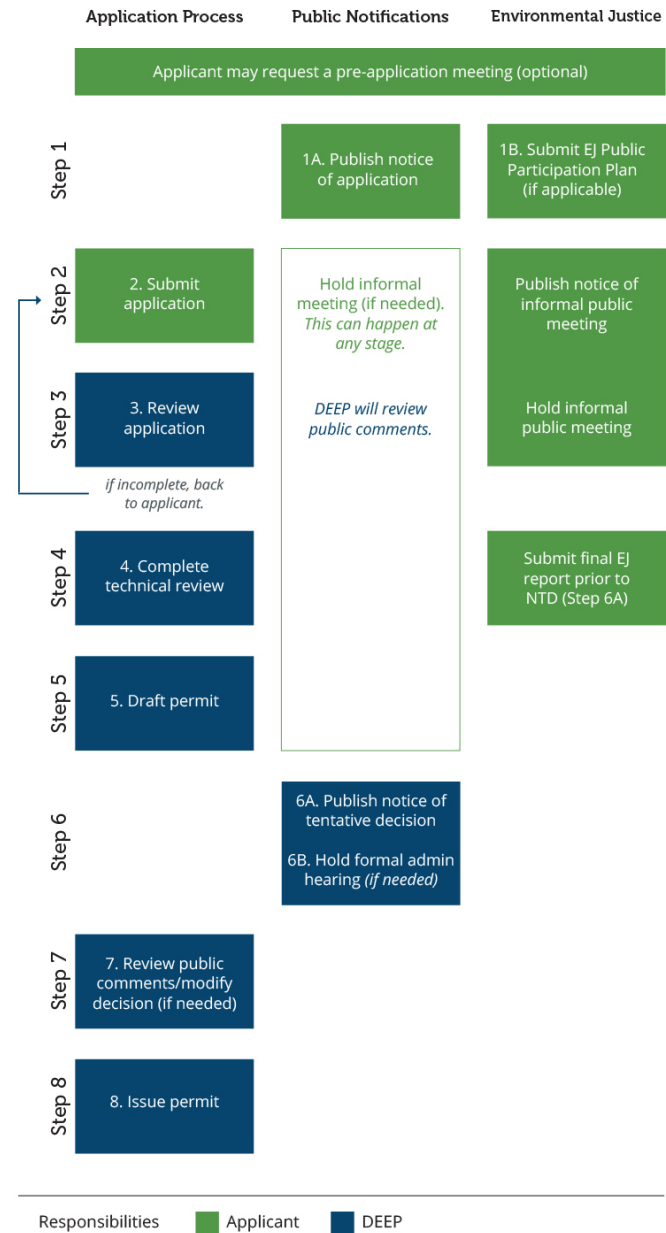 Application Process
Public Notifications
Environmental Justice
Applicant may request a pre-application meeting (optional)
Step 1
1A. Publish notice
of application
1B. Submit EJ Public
Participation Plan
(if applicable)
Step 2
2. Submit
application
Hold informal
meeting (if needed).
This can happen at
any stage.
Publish notice of
informal public
meeting
Step 3
3. Review
application
DEEP will review
public comments.
Hold informal
public meeting
if incomplete, back
to applicant.
Step 4
4. Complete
technical review
Submit final EJ
report prior to
NTD (Step 6A)
Step 5
5. Draft permit
Step 6
6A. Publish notice of
tentative decision
6B. Hold formal admin
hearing (if needed)
Step 7
7. Review public
comments/modify
decision (if needed)
Step 8
8. Issue permit
Responsibilities
Applicant
DEEP